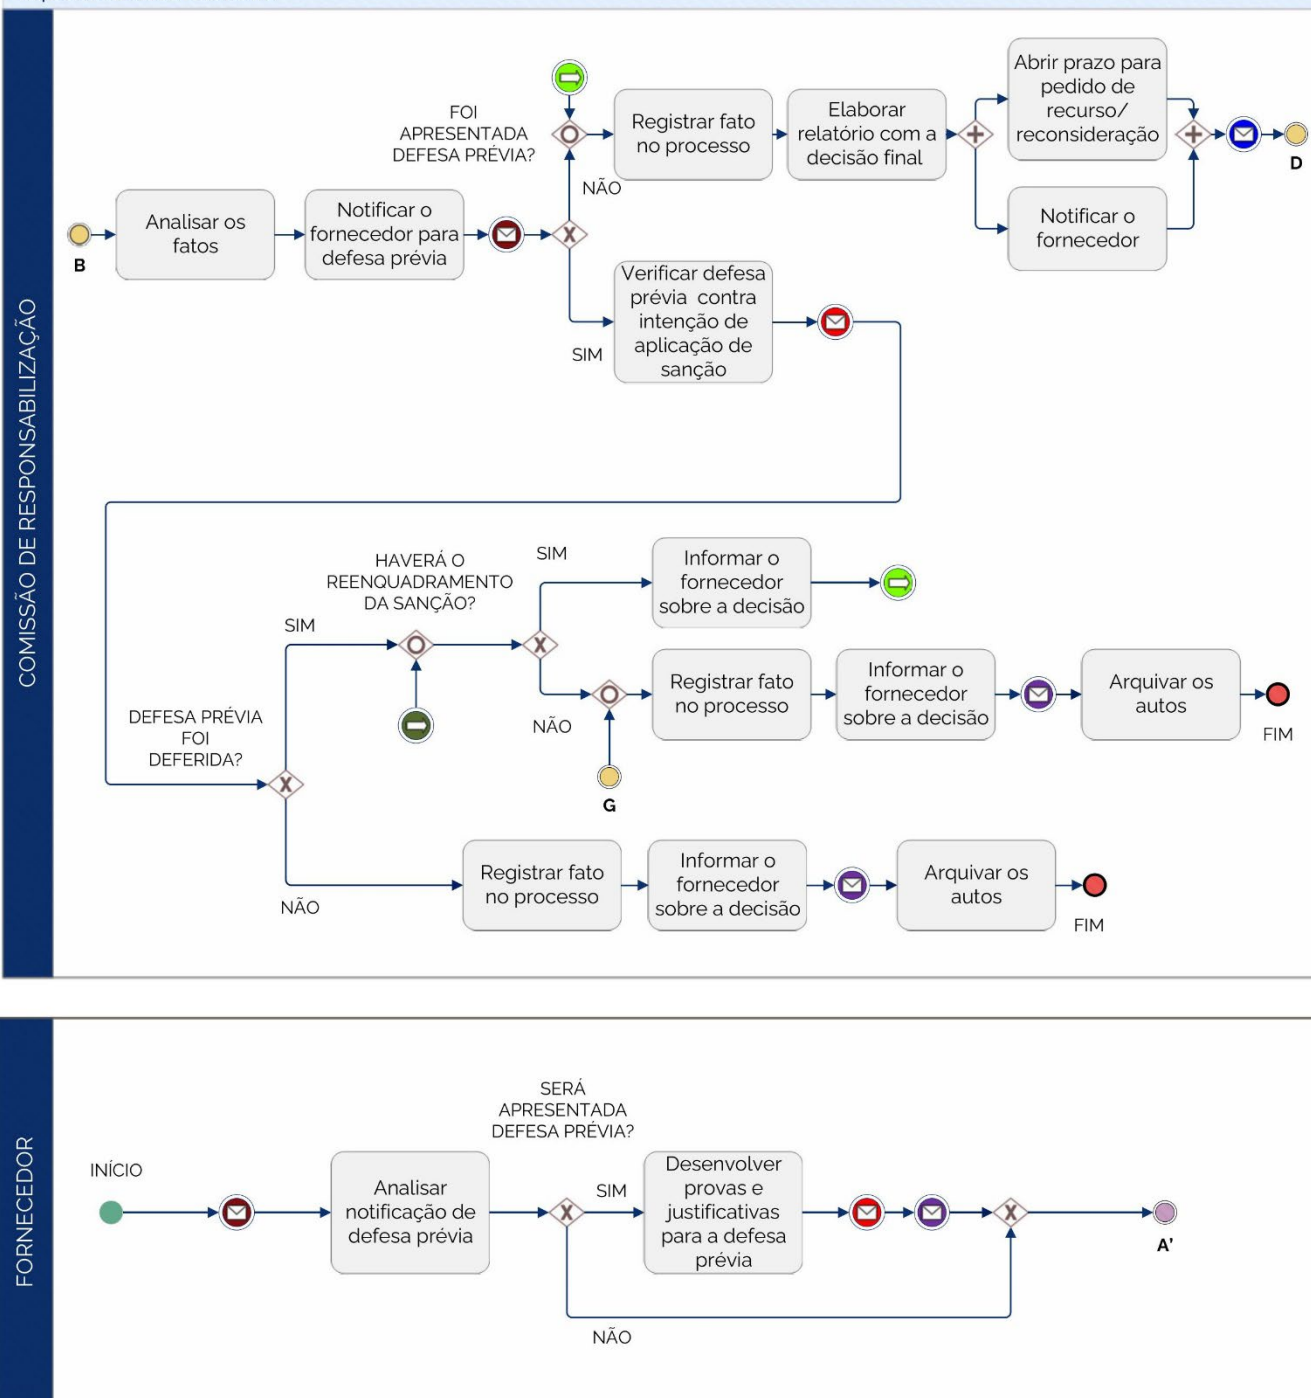 COMISSÃO DE RESPONSABILIZAÇÃO
B
Analisar os
fatos
Notificar o
fornecedor para
defesa prévia
FOI
APRESENTADA
DEFESA PRÉVIA?
NÃO
SIM
Registrar fato
no processo
Elaborar
relatório com a
decisão final
Abrir prazo para
pedido de
recurso/
reconsideração
Notificar o
fornecedor
D
Verificar defesa
prévia contra
intenção de
aplicação de
sanção
DEFESA PRÉVIA
FOI
DEFERIDA?
SIM
HAVERÁ O
REENQUADRAMENTO
DA SANÇÃO?
SIM
Informar o
fornecedor
sobre a decisão
NÃO
G
Registrar fato
no processo
Informar o
fornecedor
sobre a decisão
Arquivar os
autos
FIM
NÃO
Registrar fato
no processo
Informar o
fornecedor
sobre a decisão
Arquivar os
autos
FIM
FORNECEDOR
INÍCIO
Analisar
notificação de
defesa prévia
SERÁ
APRESENTADA
DEFESA PRÉVIA?
SIM
Desenvolver
provas e
justificativas
para a defesa
prévia
NÃO
A'